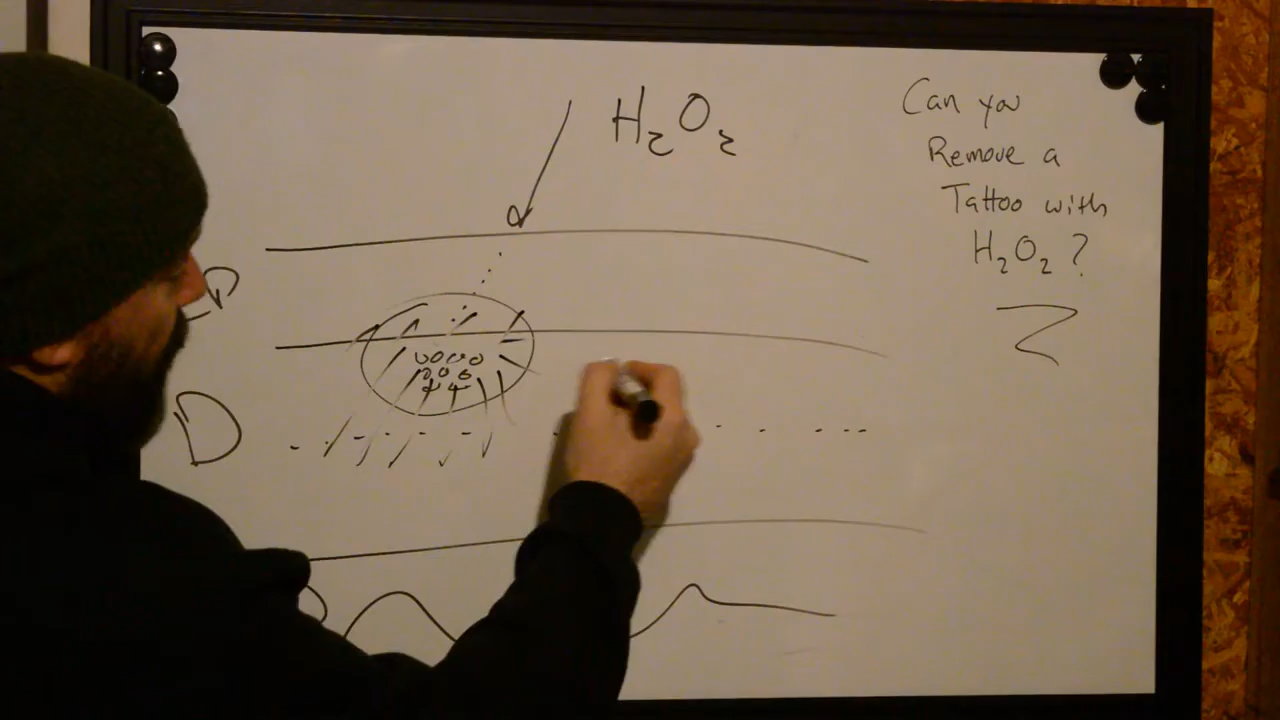 H₂O₂
Can you
Remove a
Tattoo with
H₂O₂?
D